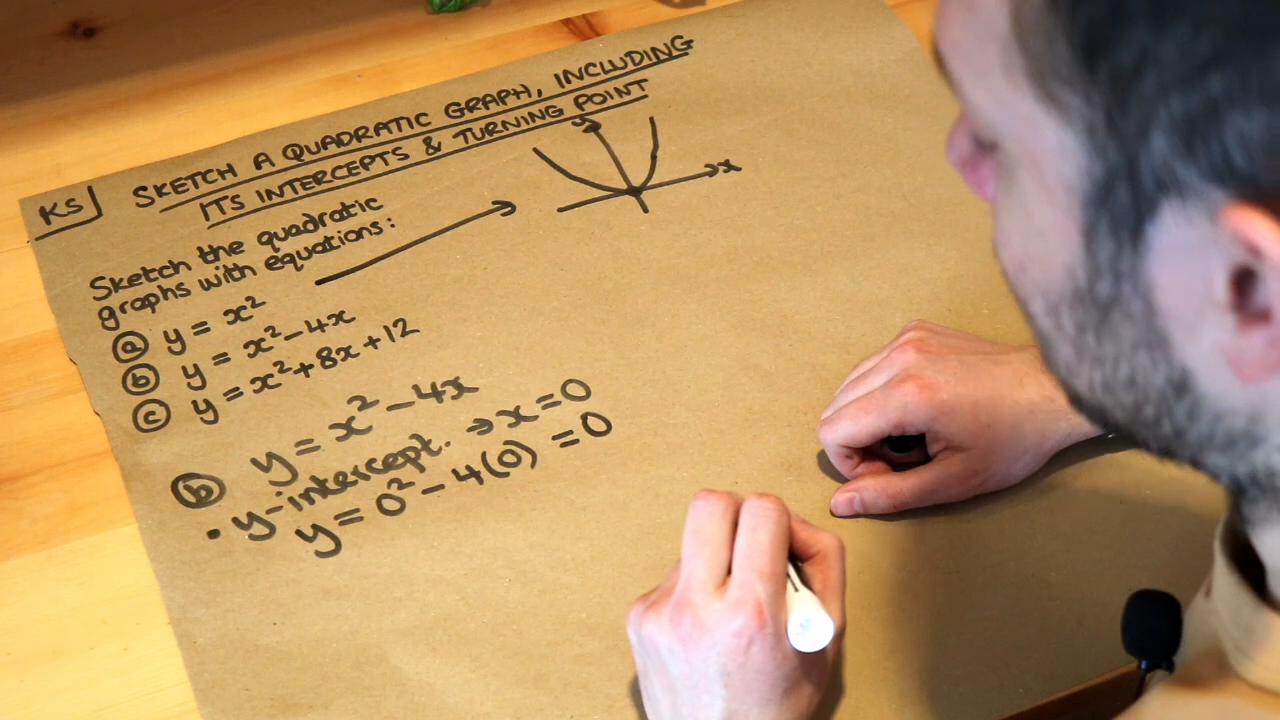 KS
SKETCH A QUADRATIC GRAPH, INCLUDING
ITS INTERCEPTS & TURNING POINT
Sketch the quadratic
graphs with equations:
ⓐ y = x²
ⓑ y = x² - 4x
ⓒ y = x² + 8x + 12
x
ⓑ y = x² - 4x
• y-intercept. → x = 0
y = 0² - 4(0) = 0